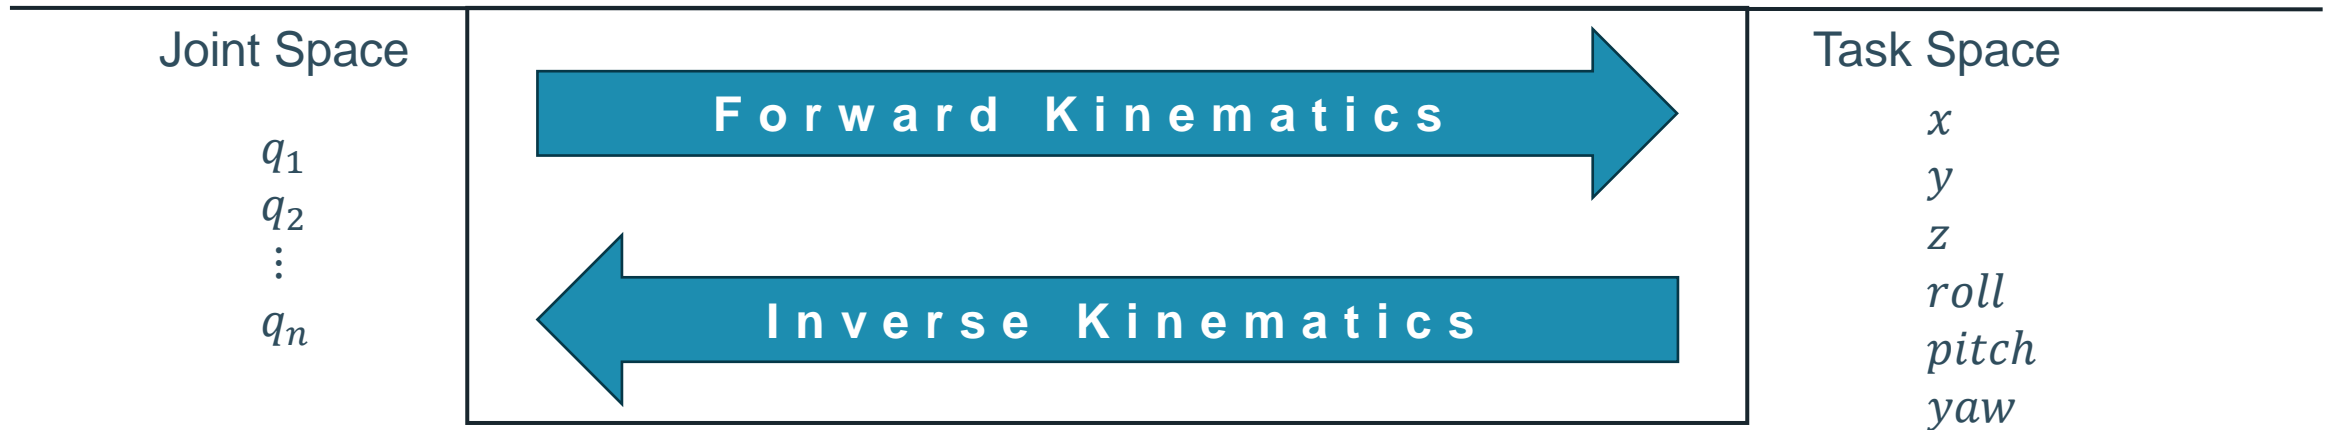 Joint Space
q₁
q₂
⋮
qₙ
Forward Kinematics
Inverse Kinematics
Task Space
x
y
z
roll
pitch
yaw